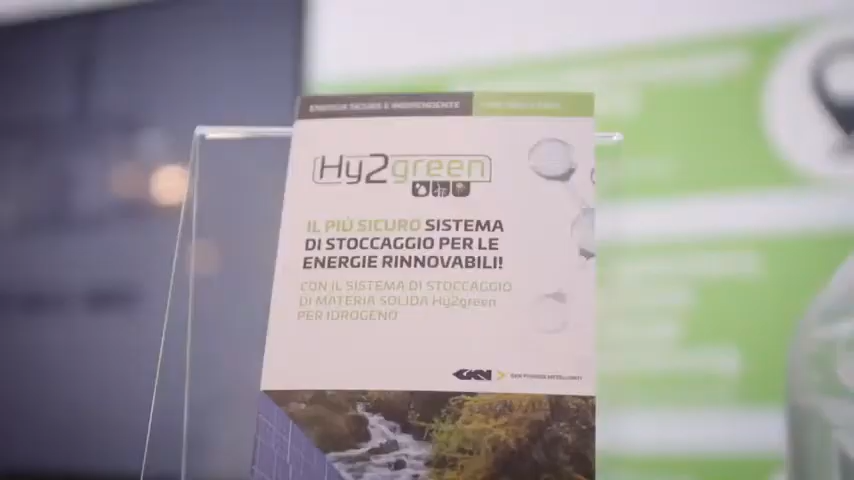 ENERGIA SICURA E INDIPENDENTE
Hy2green
IL PIÙ SICURO SISTEMA
DI STOCCAGGIO PER LE
ENERGIE RINNOVABILI!
CON IL SISTEMA DI STOCCAGGIO
DI MATERIA SOLIDA Hy2green
PER IDROGENO
GKN